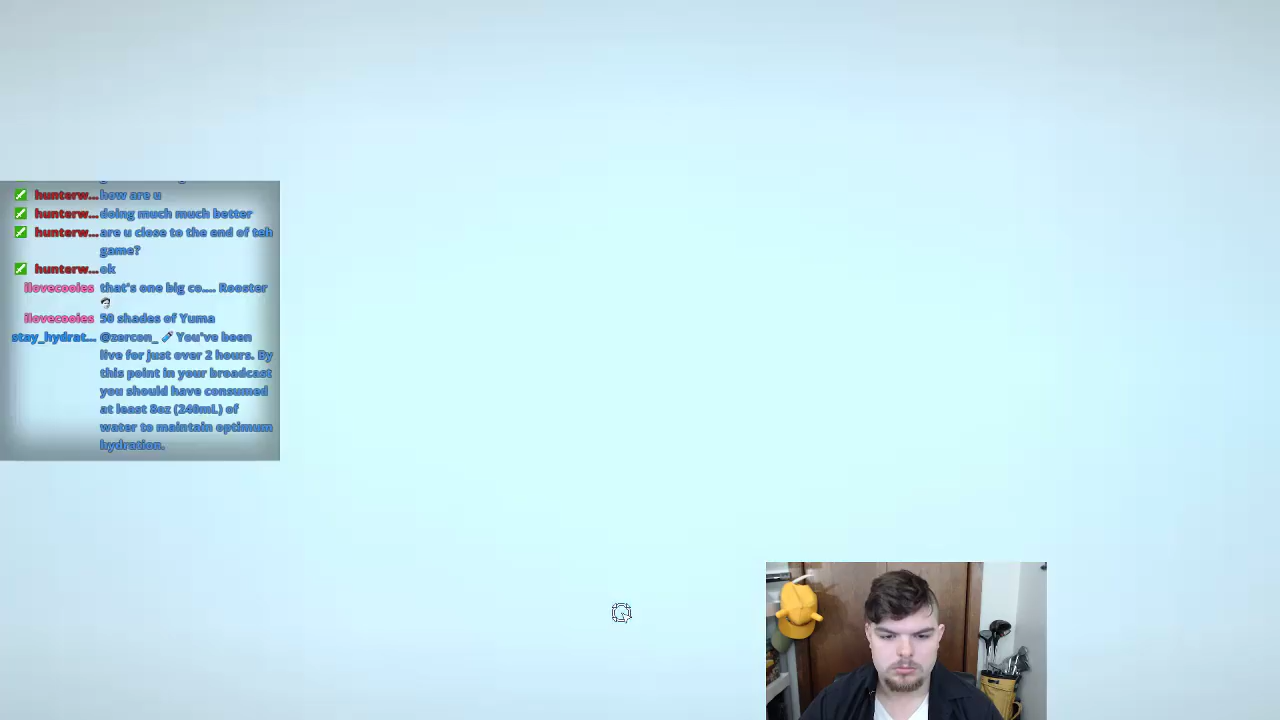 hunterw... how are u
hunterw... doing much much better
hunterw... are u close to the end of teh
game?
hunterw... ok
ilovecooies that's one big co.... Rooster
ilovecooies 50 shades of Yuma
stay_hydrat... @zercon_ You've been
live for just over 2 hours. By
this point in your broadcast
you should have consumed
at least 8oz (240mL) of
water to maintain optimum
hydration.